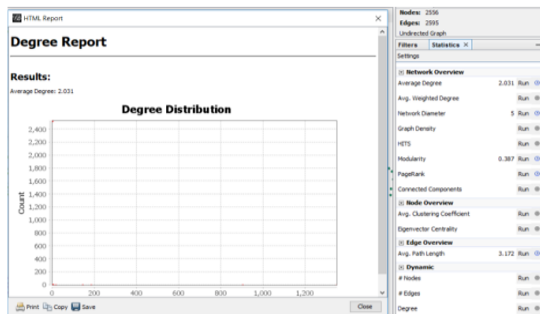 HTML Report
Degree Report
Results:
Average Degree: 2.031
Degree Distribution
2,400
2,200
2,000
1,800
1,600
1,400
1,200
1,000
800
600
400
200
0
Count
0 200 400 600 800 1,000 1,200
Print Copy Save Close
Nodes: 2556
Edges: 2595
Undirected Graph
Filters Statistics ×
Settings
Network Overview
Average Degree 2.031 Run
Avg. Weighted Degree Run
Network Diameter 5 Run
Graph Density Run
HITS Run
Modularity 0.387 Run
PageRank Run
Connected Components Run
Node Overview
Avg. Clustering Coefficient Run
Eigenvector Centrality Run
Edge Overview
Avg. Path Length 3.172 Run
Dynamic
# Nodes Run
# Edges Run
Degree Run